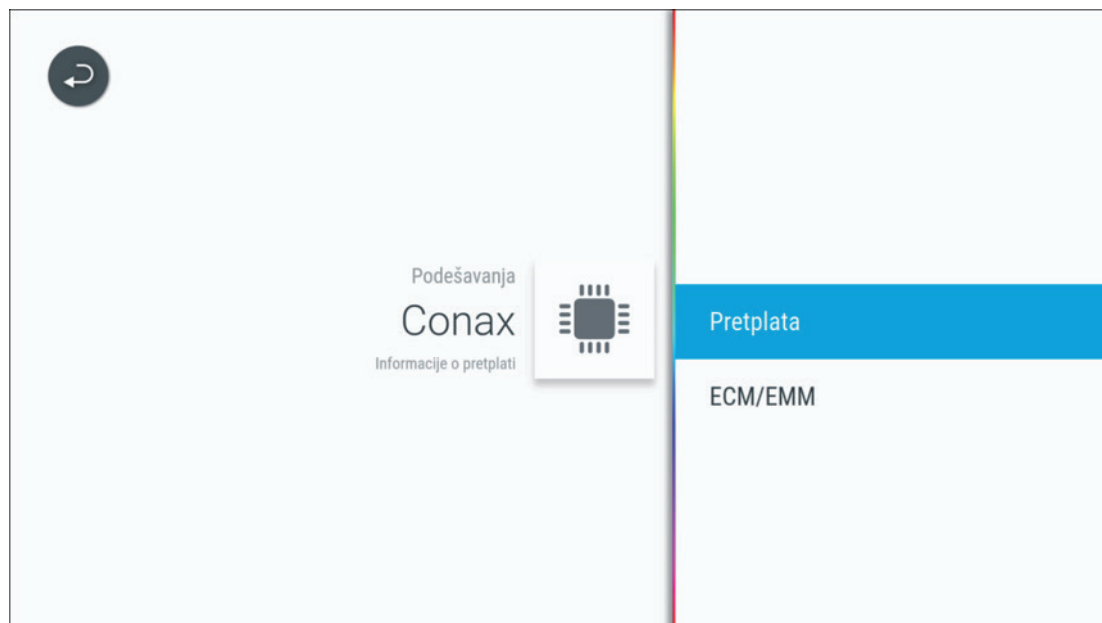 Podešavanja
Conax
Informacije o pretplati
Pretplata
ECM/EMM